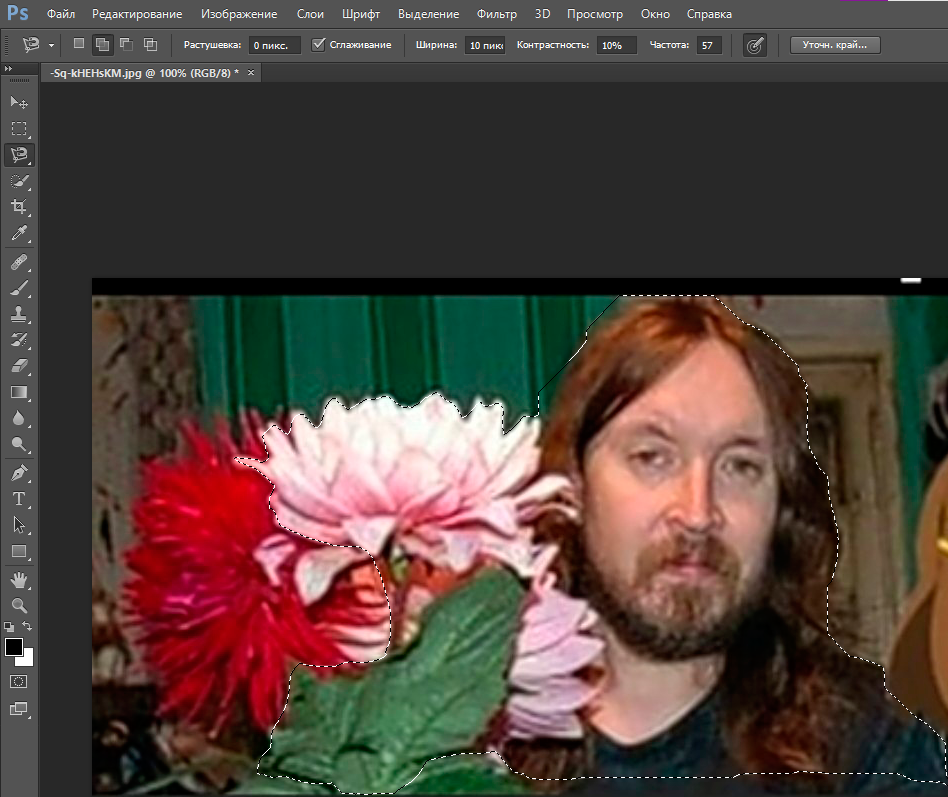 Ps Файл Редактирование Изображение Слои Шрифт Выделение Фильтр 3D Просмотр Окно Справка
Растушевка: 0 пикс. Сглаживание Ширина: 10 пикс Контрастность: 10% Частота: 57 Уточн. край...
-Sq-kHEHsKM.jpg @ 100% (RGB/8) * ×
T